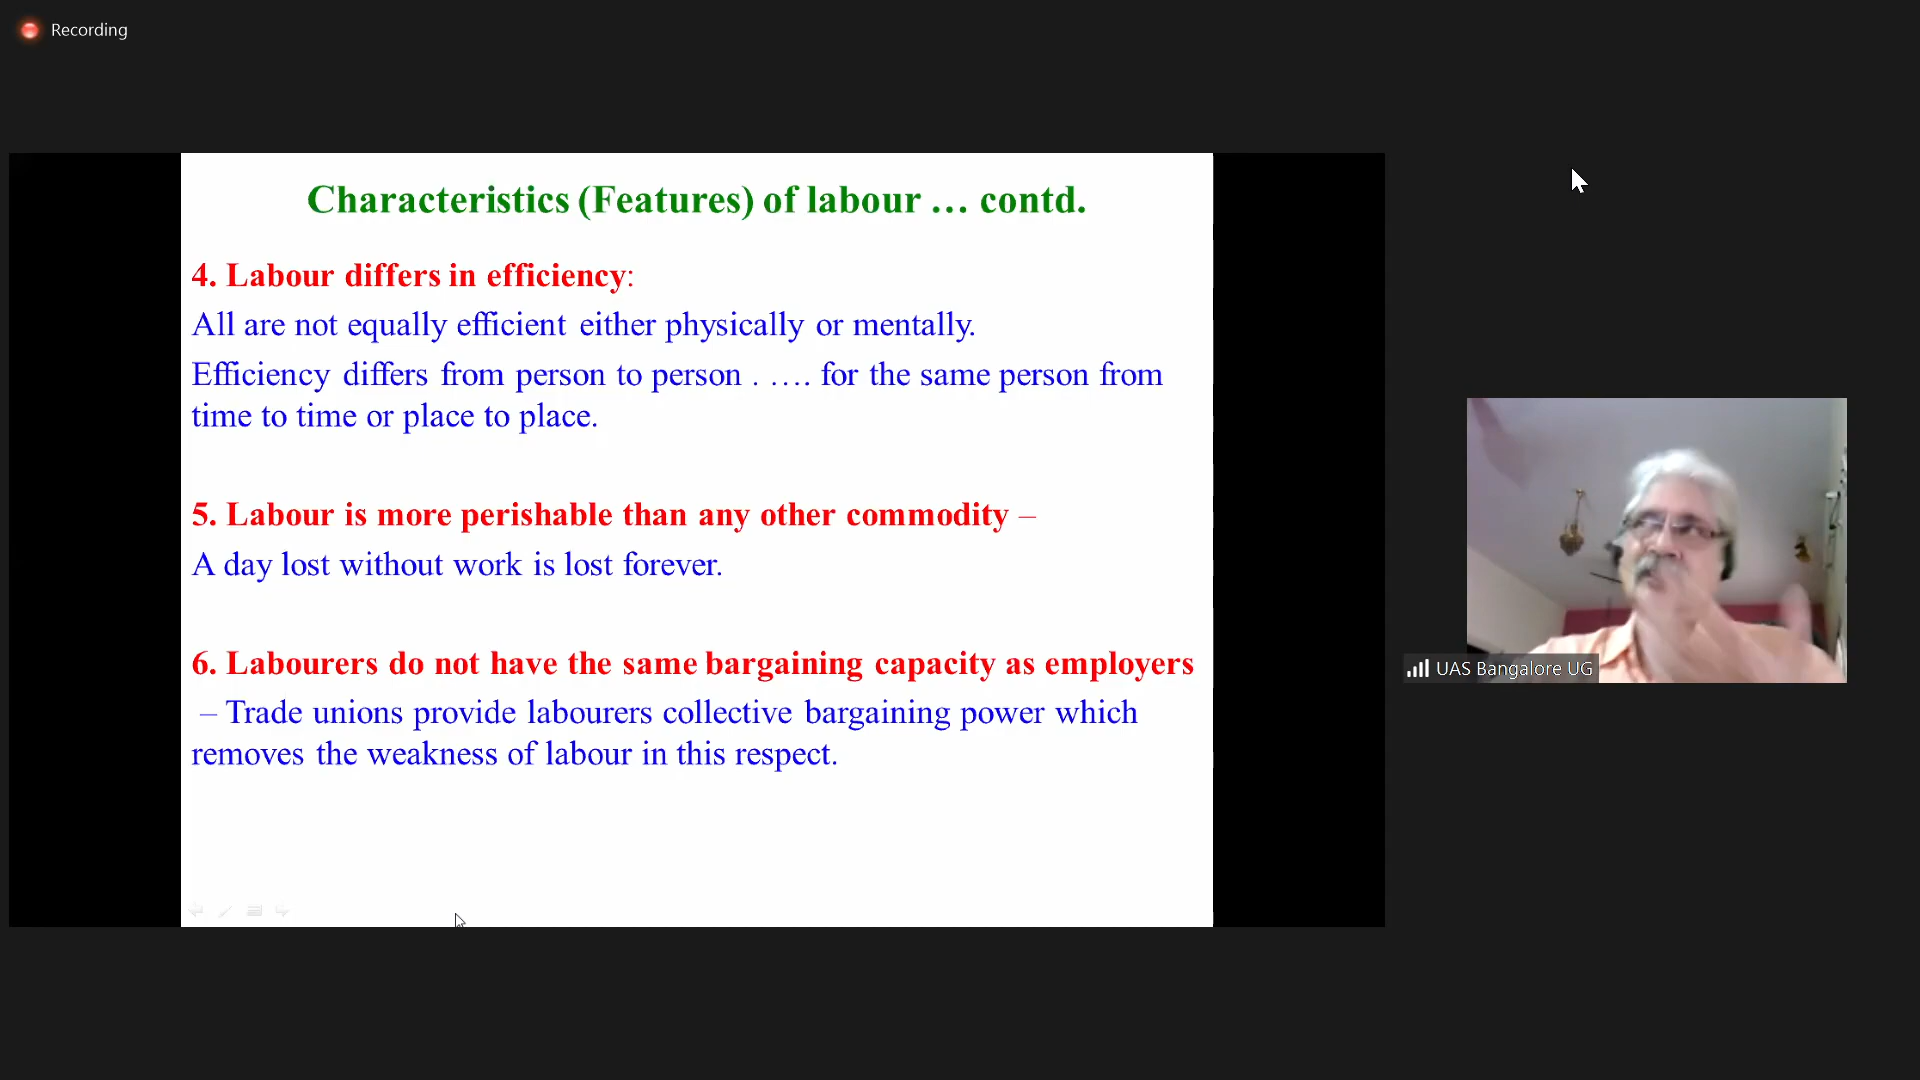 Recording
Characteristics (Features) of labour … contd.
4. Labour differs in efficiency:
All are not equally efficient either physically or mentally.
Efficiency differs from person to person . …. for the same person from
time to time or place to place.
5. Labour is more perishable than any other commodity –
A day lost without work is lost forever.
6. Labourers do not have the same bargaining capacity as employers
– Trade unions provide labourers collective bargaining power which
removes the weakness of labour in this respect.
UAS Bangalore UG